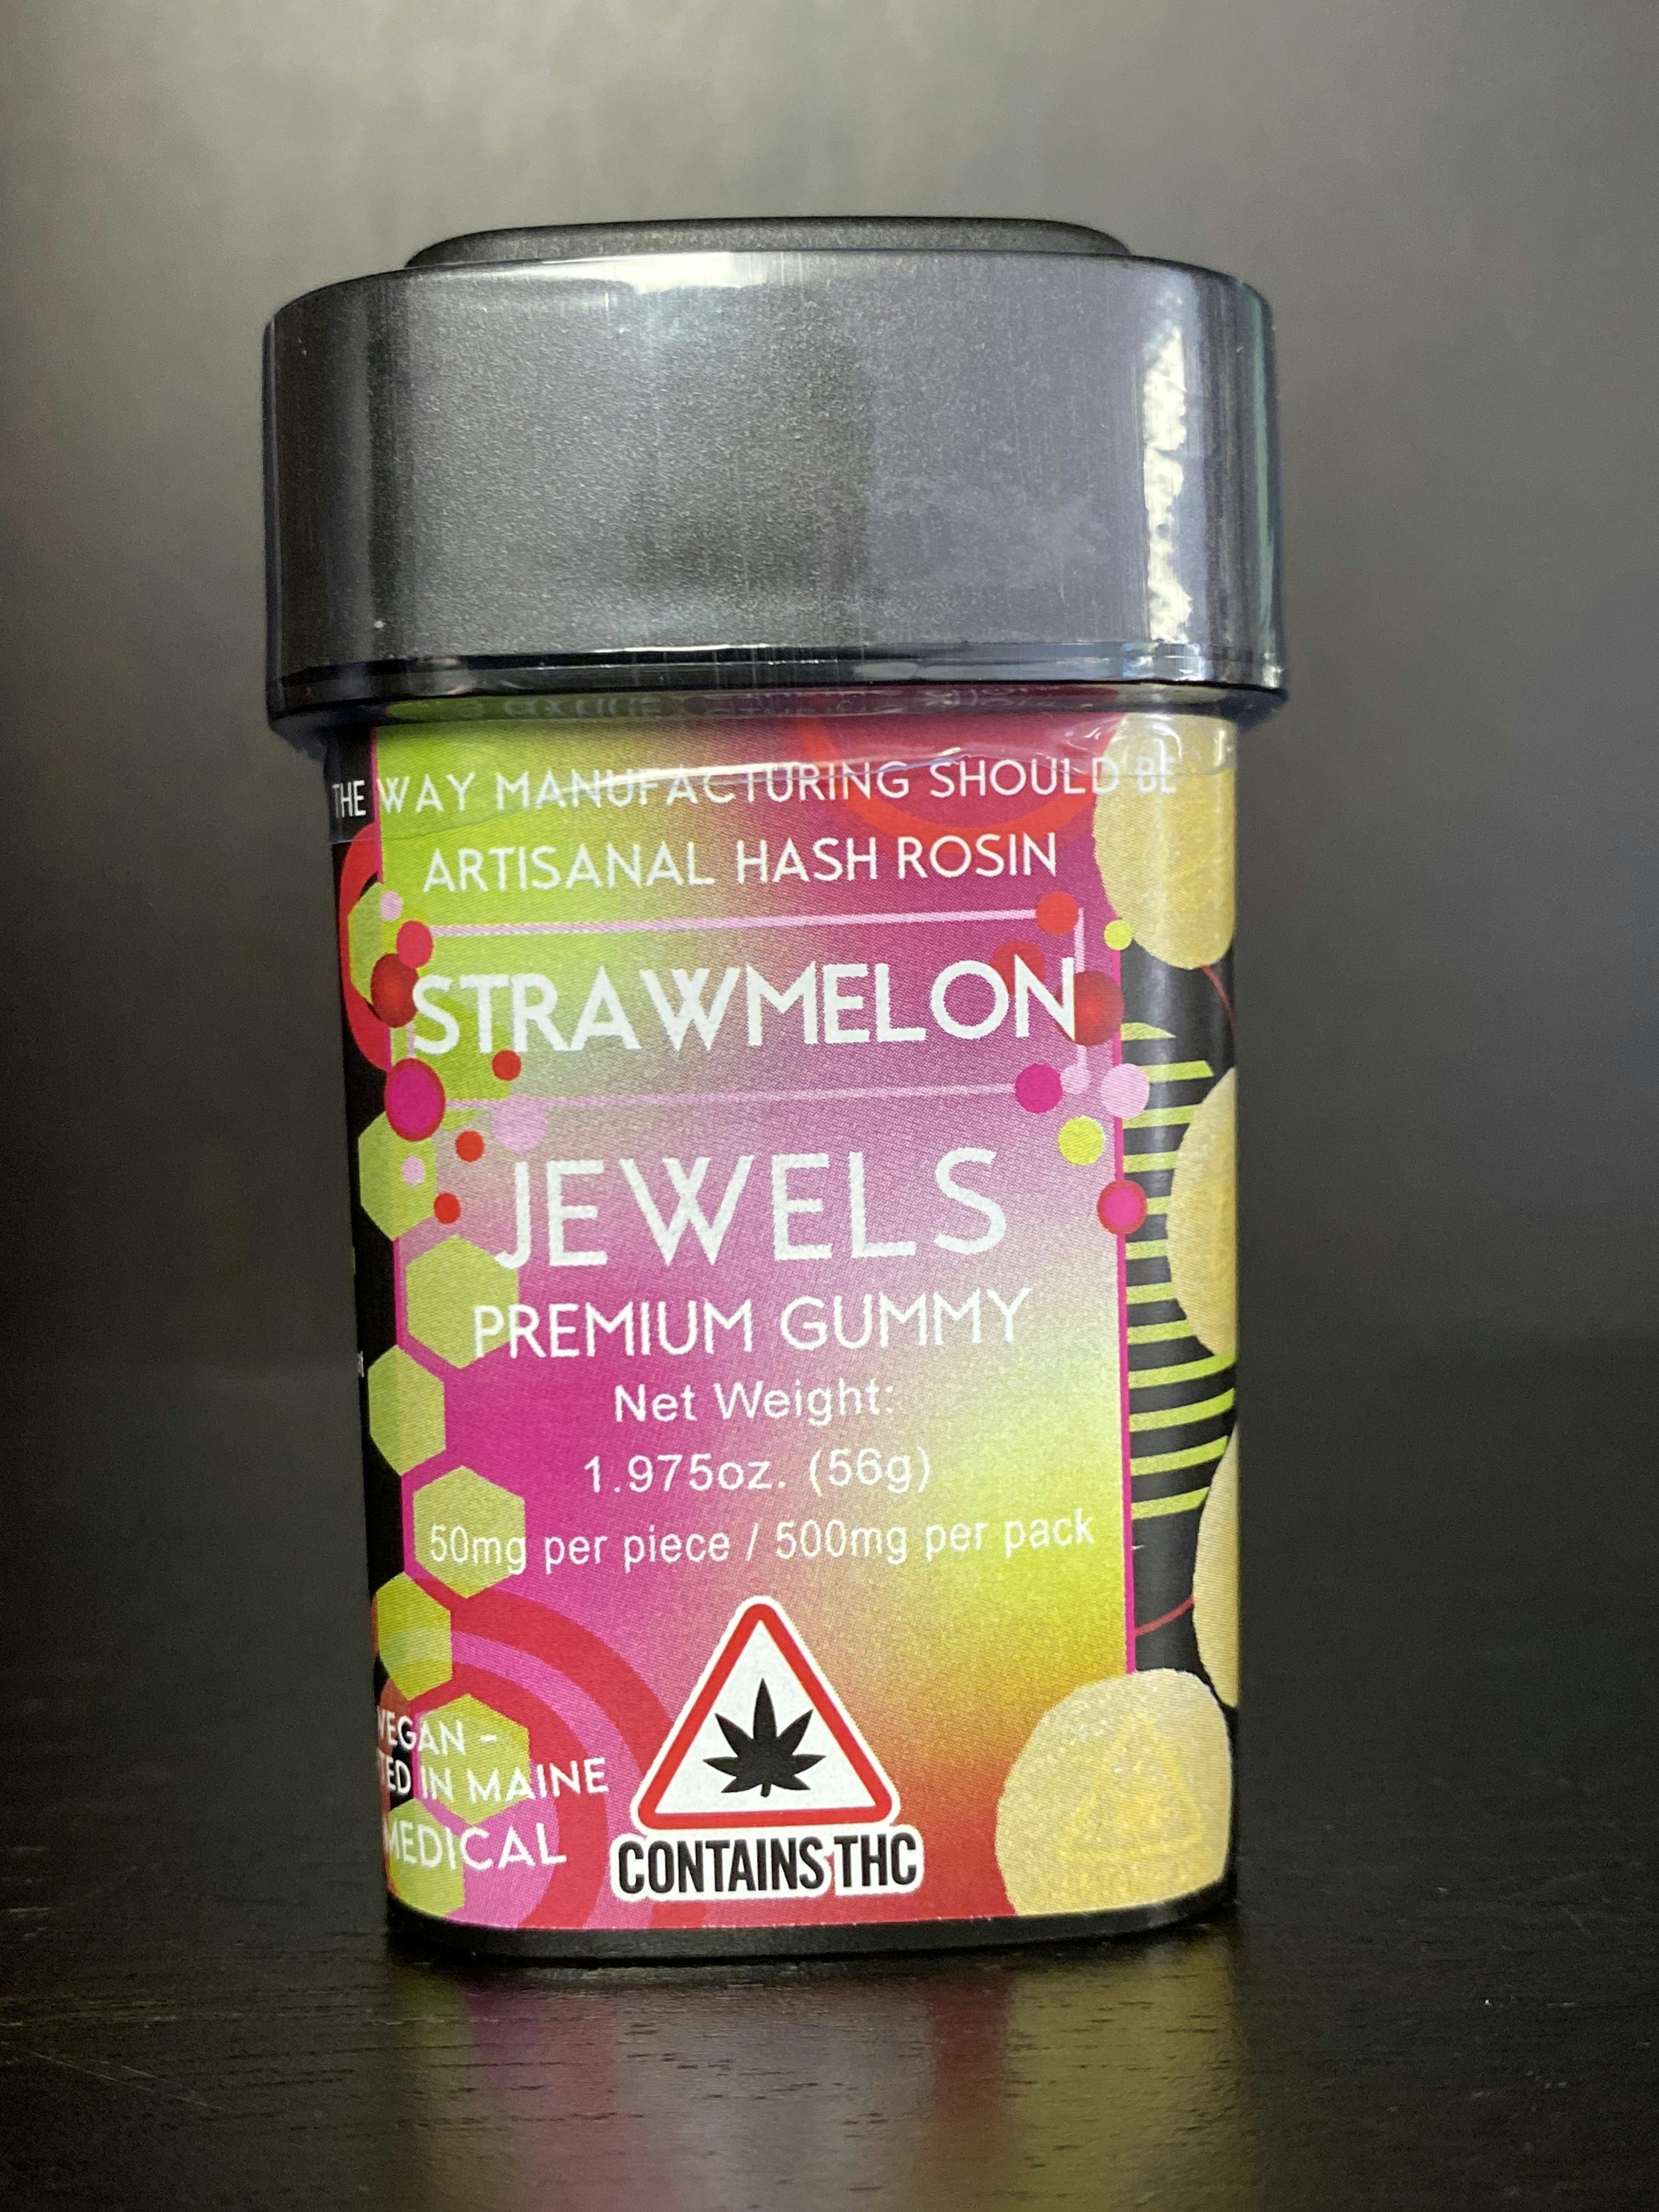 THE WAY MANUFACTURING SHOULD BE
ARTISANAL HASH ROSIN
STRAWMELON
JEWELS
PREMIUM GUMMY
Net Weight:
1.975oz. (56g)
50mg per piece / 500mg per pack
VEGAN -
IN MAINE
MEDICAL
CONTAINS THC